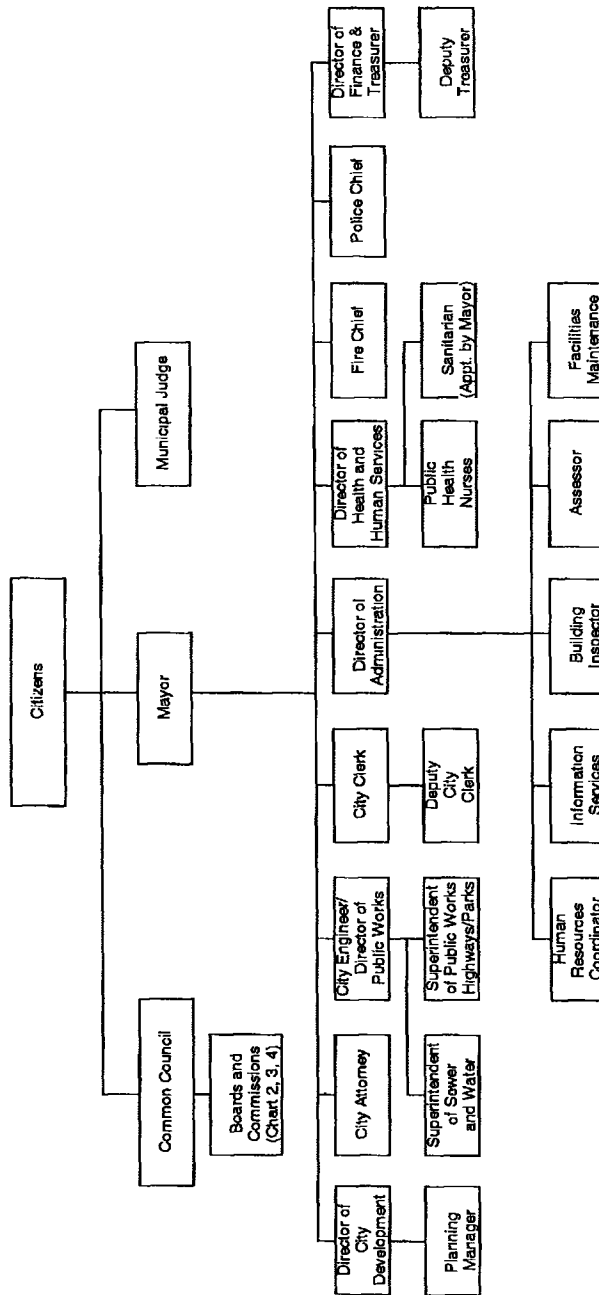 Citizens
Common Council
Mayor
Municipal Judge
Boards and
Commissions
(Chart 2, 3, 4)
Director of
City
Development
City Attorney
City Engineer/
Director of
Public Works
City Clerk
Director of
Administration
Director of
Health and
Human Services
Fire Chief
Police Chief
Director of
Finance &
Treasurer
Planning
Manager
Superintendent
of Sewer
and Water
Superintendent
of Public Works
Highways/Parks
Deputy
City
Clerk
Public
Health
Nurses
Sanitarian
(Appt. by Mayor)
Deputy
Treasurer
Human
Resources
Coordinator
Information
Services
Building
Inspector
Assessor
Facilities
Maintenance